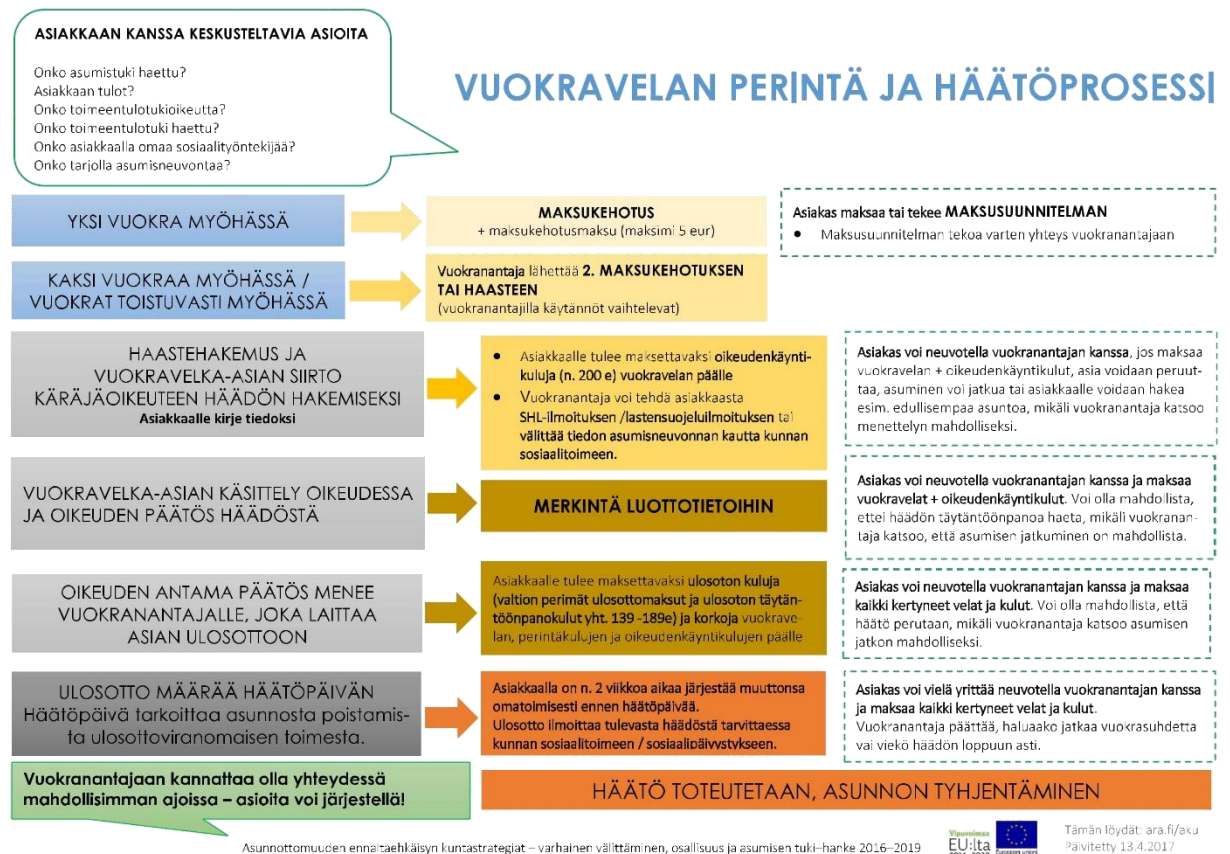 ASIAKKAAN KANSSA KESKUSTELTAVIA ASIOITA
Onko asumistuki haettu?
Asiakkaan tulot?
Onko toimeentulotukioikeutta?
Onko toimeentulotuki haettu?
Onko asiakkaalla omaa sosiaalityöntekijää?
Onko tarjolla asumisneuvontaa?
VUOKRAVELAN PERINTÄ JA HÄÄTÖPROSESSI
YKSI VUOKRA MYÖHÄSSÄ
MAKSUKEHOTUS
+ maksukehotusmaksu (maksimi 5 eur)
Asiakas maksaa tai tekee MAKSUSUUNNITELMAN
• Maksusuunnitelman tekoa varten yhteys vuokranantajaan
KAKSI VUOKRAA MYÖHÄSSÄ /
VUOKRAT TOISTUVASTI MYÖHÄSSÄ
Vuokranantaja lähettää 2. MAKSUKEHOTUKSEN
TAI HAASTEEN
(vuokranantajilla käytännöt vaihtelevat)
HAASTEHAKEMUS JA
VUOKRAVELKA-ASIAN SIIRTO
KÄRÄJÄOIKEUTEEN HÄÄDÖN HAKEMISEKSI
Asiakkaalle kirje tiedoksi
• Asiakkaalle tulee maksettavaksi oikeudenkäynti-
kuluja (n. 200 e) vuokravelan päälle
• Vuokranantaja voi tehdä asiakkaasta
SHL-ilmoituksen /lastensuojeluilmoituksen tai
välittää tiedon asumisneuvonnan kautta kunnan
sosiaalitoimeen.
Asiakas voi neuvotella vuokranantajan kanssa, jos maksaa
vuokravelan + oikeudenkäyntikulut, asia voidaan peruut-
taa, asuminen voi jatkua tai asiakkaalle voidaan hakea
esim. edullisempaa asuntoa, mikäli vuokranantaja katsoo
menettelyn mahdolliseksi.
VUOKRAVELKA-ASIAN KÄSITTELY OIKEUDESSA
JA OIKEUDEN PÄÄTÖS HÄÄDÖSTÄ
MERKINTÄ LUOTTOTIETOIHIN
Asiakas voi neuvotella vuokranantajan kanssa ja maksaa
vuokravelat + oikeudenkäyntikulut. Voi olla mahdollista,
ettei häädön täytäntöönpanoa haeta, mikäli vuokranan-
taja katsoo, että asumisen jatkuminen on mahdollista.
OIKEUDEN ANTAMA PÄÄTÖS MENEE
VUOKRANANTAJALLE, JOKA LAITTAA
ASIAN ULOSOTTOON
Asiakkaalle tulee maksettavaksi ulosoton kuluja
(valtion perimät ulosottomaksut ja ulosoton täytän-
töönpanokulut yht. 139 -189e) ja korkoja vuokrave-
lan, perintäkulujen ja oikeudenkäyntikulujen päälle
Asiakas voi neuvotella vuokranantajan kanssa ja maksaa
kaikki kertyneet velat ja kulut. Voi olla mahdollista, että
häätö perutaan, mikäli vuokranantaja katsoo asumisen
jatkon mahdolliseksi.
ULOSOTTO MÄÄRÄÄ HÄÄTÖPÄIVÄN
Häätöpäivä tarkoittaa asunnosta poistamis-
ta ulosottoviranomaisen toimesta.
Asiakkaalla on n. 2 viikkoa aikaa järjestää muuttonsa
omatoimisesti ennen häätöpäivää.
Ulosotto ilmoittaa tulevasta häädöstä tarvittaessa
kunnan sosiaalitoimeen / sosiaalipäivystykseen.
Asiakas voi vielä yrittää neuvotella vuokranantajan kanssa
ja maksaa kaikki kertyneet velat ja kulut.
Vuokranantaja päättää, haluaako jatkaa vuokrasuhdetta
vai viekö häädön loppuun asti.
Vuokranantajaan kannattaa olla yhteydessä
mahdollisimman ajoissa – asioita voi järjestellä!
HÄÄTÖ TOTEUTETAAN, ASUNNON TYHJENTÄMINEN
Asunnottomuuden ennaltaehkäisyn kuntastrategiat – varhainen välittäminen, osallisuus ja asumisen tuki–hanke 2016–2019
Vipuvoimaa
EU:lta
2014–2020
Euroopan unioni
Tämän löydät: ara.fi/aku
Päivitetty 13.4.2017